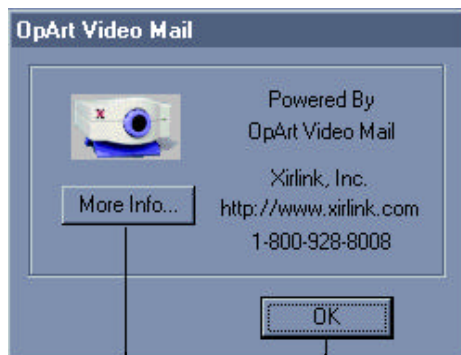 OpArt Video Mail
Powered By
OpArt Video Mail
Xirlink, Inc.
More Info...
http://www.xirlink.com
1-800-928-8008
OK